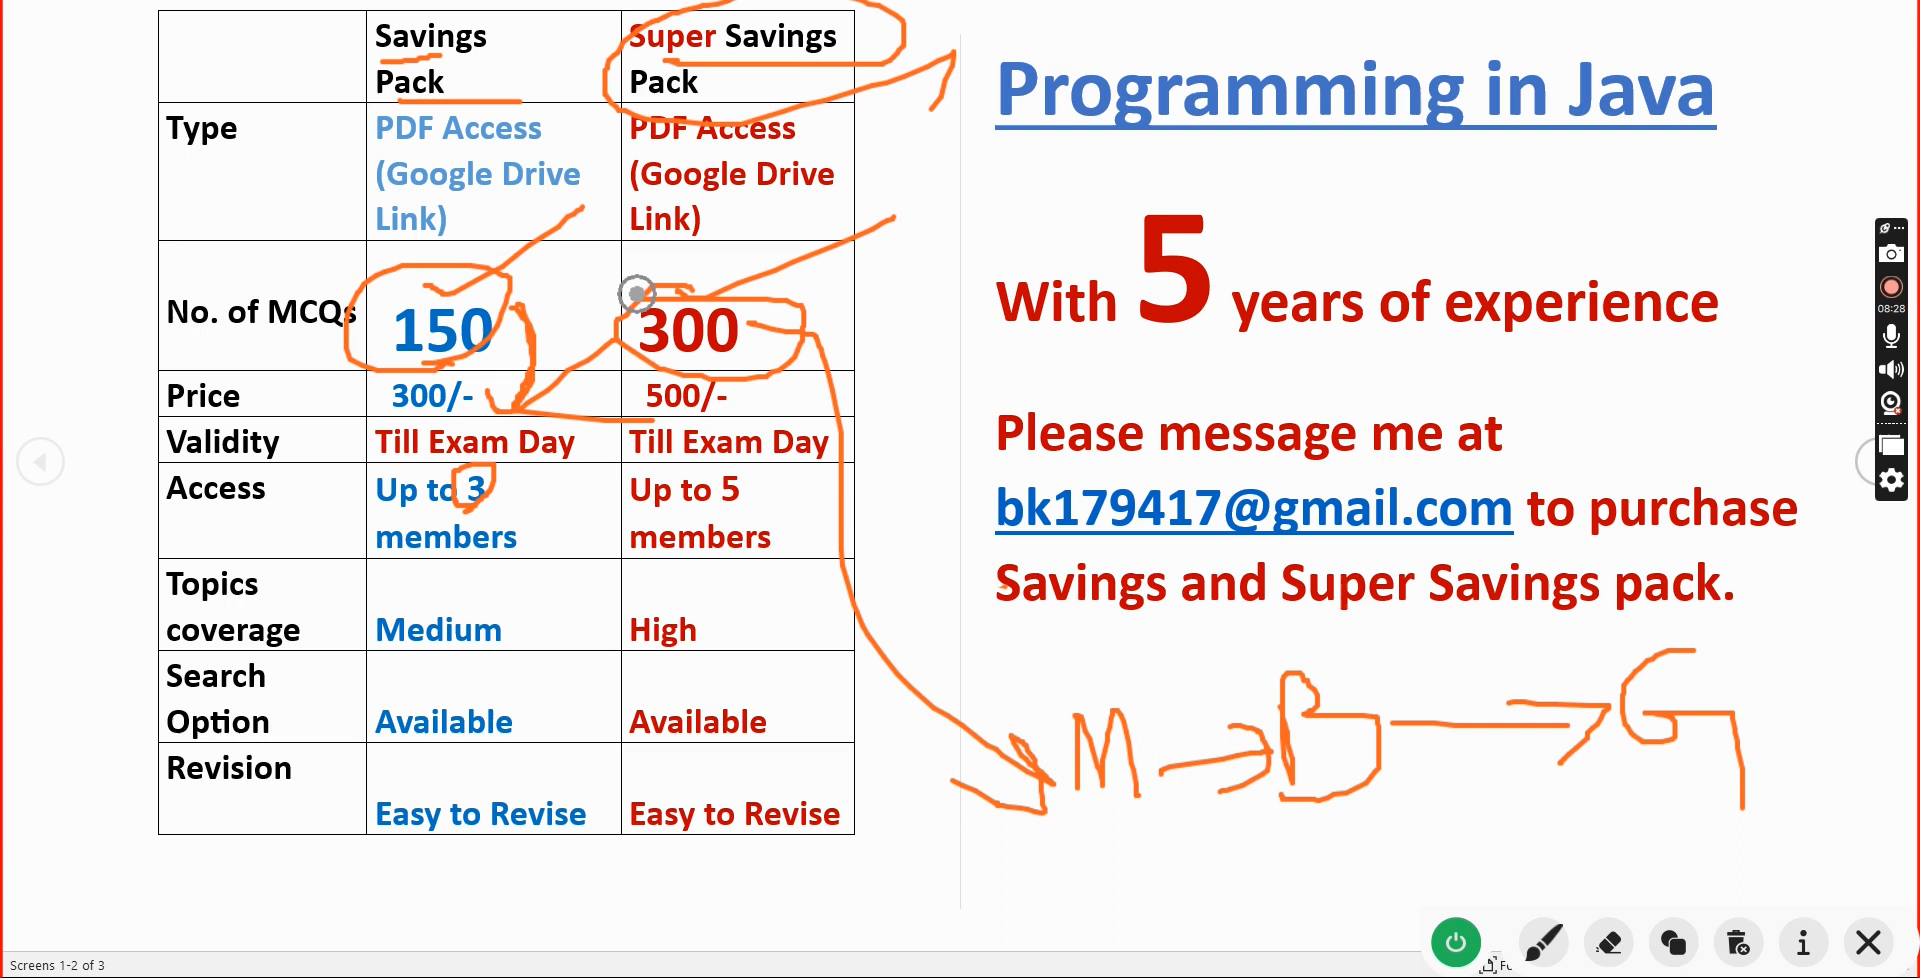 Savings Super Savings
Pack Pack
Type PDF Access PDF Access
(Google Drive (Google Drive
Link) Link)
No. of MCQs 150 300
Price 300/- 500/-
Validity Till Exam Day Till Exam Day
Access Up to 3 Up to 5
members members
Topics
coverage Medium High
Search
Option Available Available
Revision
Easy to Revise Easy to Revise
Programming in Java
With 5 years of experience
Please message me at
bk179417@gmail.com to purchase
Savings and Super Savings pack.
M B G
08:28
Screens 1-2 of 3